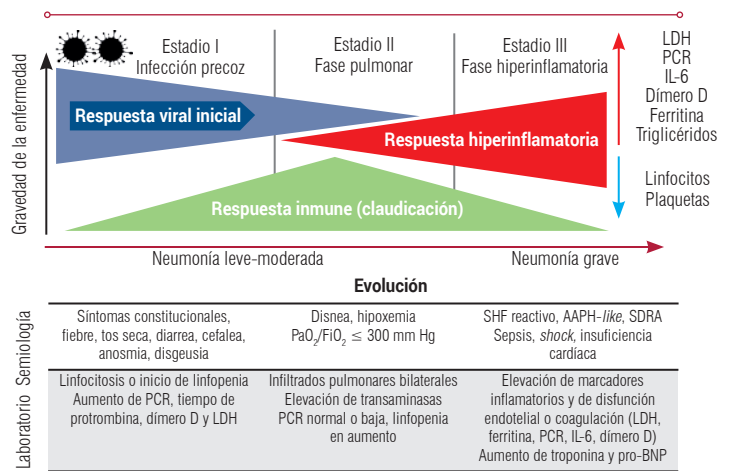 Estadio I
Infección precoz
Estadio II
Fase pulmonar
Estadio III
Fase hiperinflamatoria
LDH
PCR
IL-6
Dímero D
Ferritina
Triglicéridos
Linfocitos
Plaquetas
Gravedad de la enfermedad
Respuesta viral inicial
Respuesta hiperinflamatoria
Respuesta inmune (claudicación)
Neumonía leve-moderada
Neumonía grave
Evolución
Semiología
Síntomas constitucionales,
fiebre, tos seca, diarrea, cefalea,
anosmia, disgeusia
Disnea, hipoxemia
PaO2/FiO2 ≤ 300 mm Hg
SHF reactivo, AAPH-like, SDRA
Sepsis, shock, insuficiencia
cardíaca
Laboratorio
Linfocitosis o inicio de linfopenia
Aumento de PCR, tiempo de
protrombina, dímero D y LDH
Infiltrados pulmonares bilaterales
Elevación de transaminasas
PCR normal o baja, linfopenia
en aumento
Elevación de marcadores
inflamatorios y de disfunción
endotelial o coagulación (LDH,
ferritina, PCR, IL-6, dímero D)
Aumento de troponina y pro-BNP